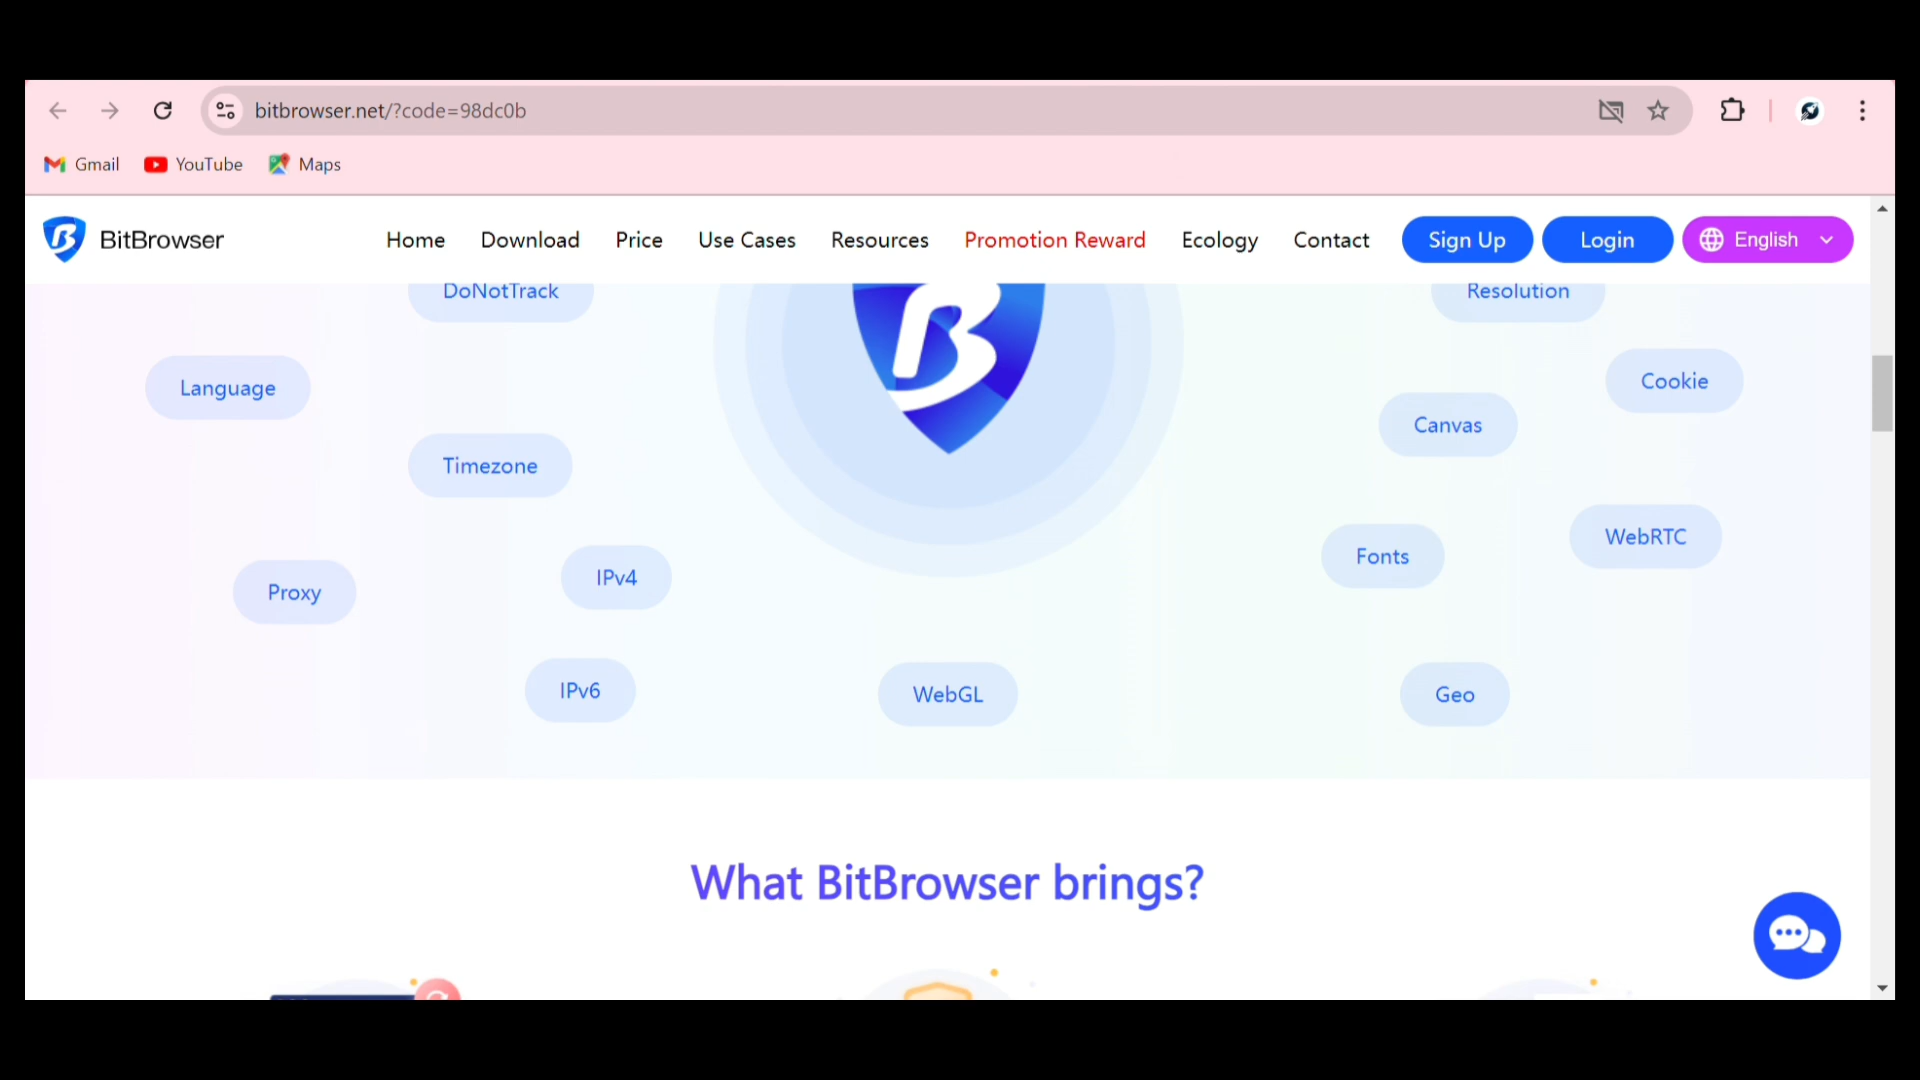 bitbrowser.net/?code=98dc0b
Gmail YouTube Maps
BitBrowser Home Download Price Use Cases Resources Promotion Reward Ecology Contact Sign Up Login English
DoNotTrack Resolution
Language Cookie
Canvas
Timezone
WebRTC
Fonts
IPv4
Proxy
IPv6 WebGL Geo
What BitBrowser brings?